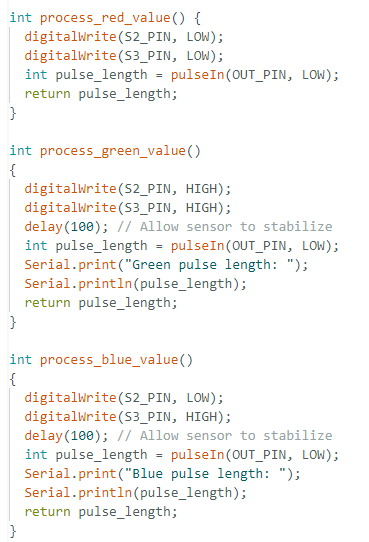 int process_red_value() {
  digitalWrite(S2_PIN, LOW);
  digitalWrite(S3_PIN, LOW);
  int pulse_length = pulseIn(OUT_PIN, LOW);
  return pulse_length;
}

int process_green_value()
{
  digitalWrite(S2_PIN, HIGH);
  digitalWrite(S3_PIN, HIGH);
  delay(100); // Allow sensor to stabilize
  int pulse_length = pulseIn(OUT_PIN, LOW);
  Serial.print("Green pulse length: ");
  Serial.println(pulse_length);
  return pulse_length;
}

int process_blue_value()
{
  digitalWrite(S2_PIN, LOW);
  digitalWrite(S3_PIN, HIGH);
  delay(100); // Allow sensor to stabilize
  int pulse_length = pulseIn(OUT_PIN, LOW);
  Serial.print("Blue pulse length: ");
  Serial.println(pulse_length);
  return pulse_length;
}